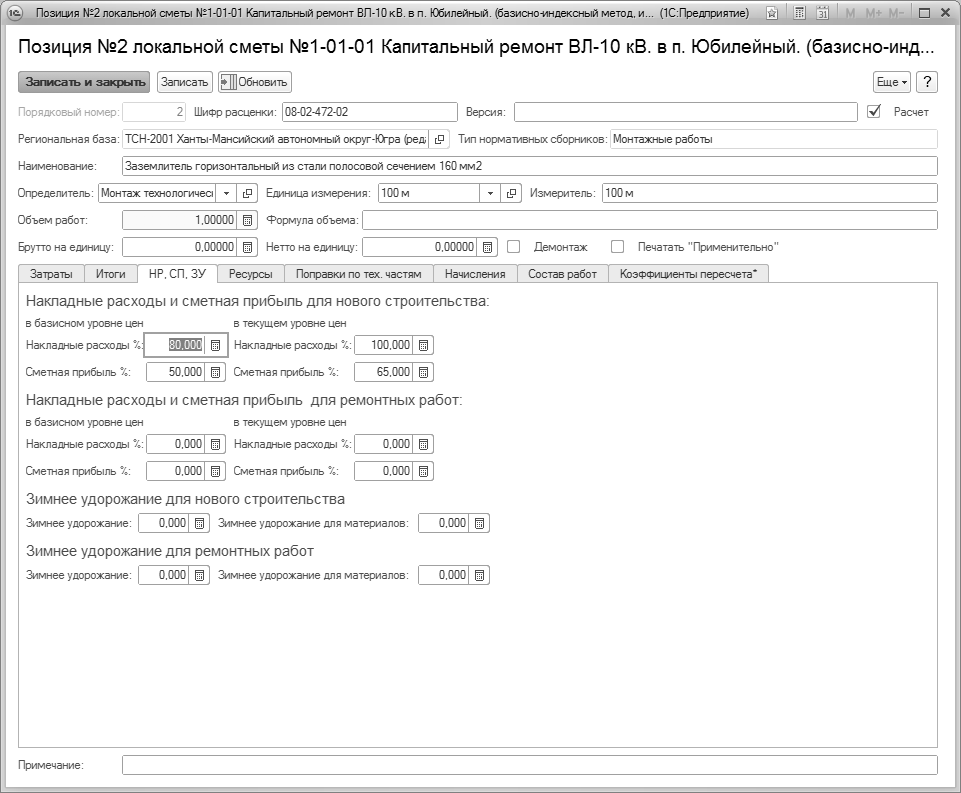 1С Позиция №2 локальной сметы №1-01-01 Капитальный ремонт ВЛ-10 кВ. в п. Юбилейный. (базисно-индексный метод, и... (1С:Предприятие) 31 M M+ M-
Позиция №2 локальной сметы №1-01-01 Капитальный ремонт ВЛ-10 кВ. в п. Юбилейный. (базисно-инд...
Записать и закрыть Записать Обновить Еще ?
Порядковый номер: 2 Шифр расценки: 08-02-472-02 Версия: Расчет
Региональная база: ТСН-2001 Ханты-Мансийский автономный округ-Югра (ред. Тип нормативных сборников: Монтажные работы
Наименование: Заземлитель горизонтальный из стали полосовой сечением 160 мм2
Определитель: Монтаж технологичес Единица измерения: 100 м Измеритель: 100 м
Объем работ: 1,00000 Формула объема:
Брутто на единицу: 0,00000 Нетто на единицу: 0,00000 Демонтаж Печатать "Применительно"
Затраты Итоги НР, СП, ЗУ Ресурсы Поправки по тех. частям Начисления Состав работ Коэффициенты пересчета*
Накладные расходы и сметная прибыль для нового строительства:
в базисном уровне цен в текущем уровне цен
Накладные расходы %: 80,000 Накладные расходы %: 100,000
Сметная прибыль %: 50,000 Сметная прибыль %: 65,000
Накладные расходы и сметная прибыль для ремонтных работ:
в базисном уровне цен в текущем уровне цен
Накладные расходы %: 0,000 Накладные расходы %: 0,000
Сметная прибыль %: 0,000 Сметная прибыль %: 0,000
Зимнее удорожание для нового строительства
Зимнее удорожание: 0,000 Зимнее удорожание для материалов: 0,000
Зимнее удорожание для ремонтных работ
Зимнее удорожание: 0,000 Зимнее удорожание для материалов: 0,000
Примечание: